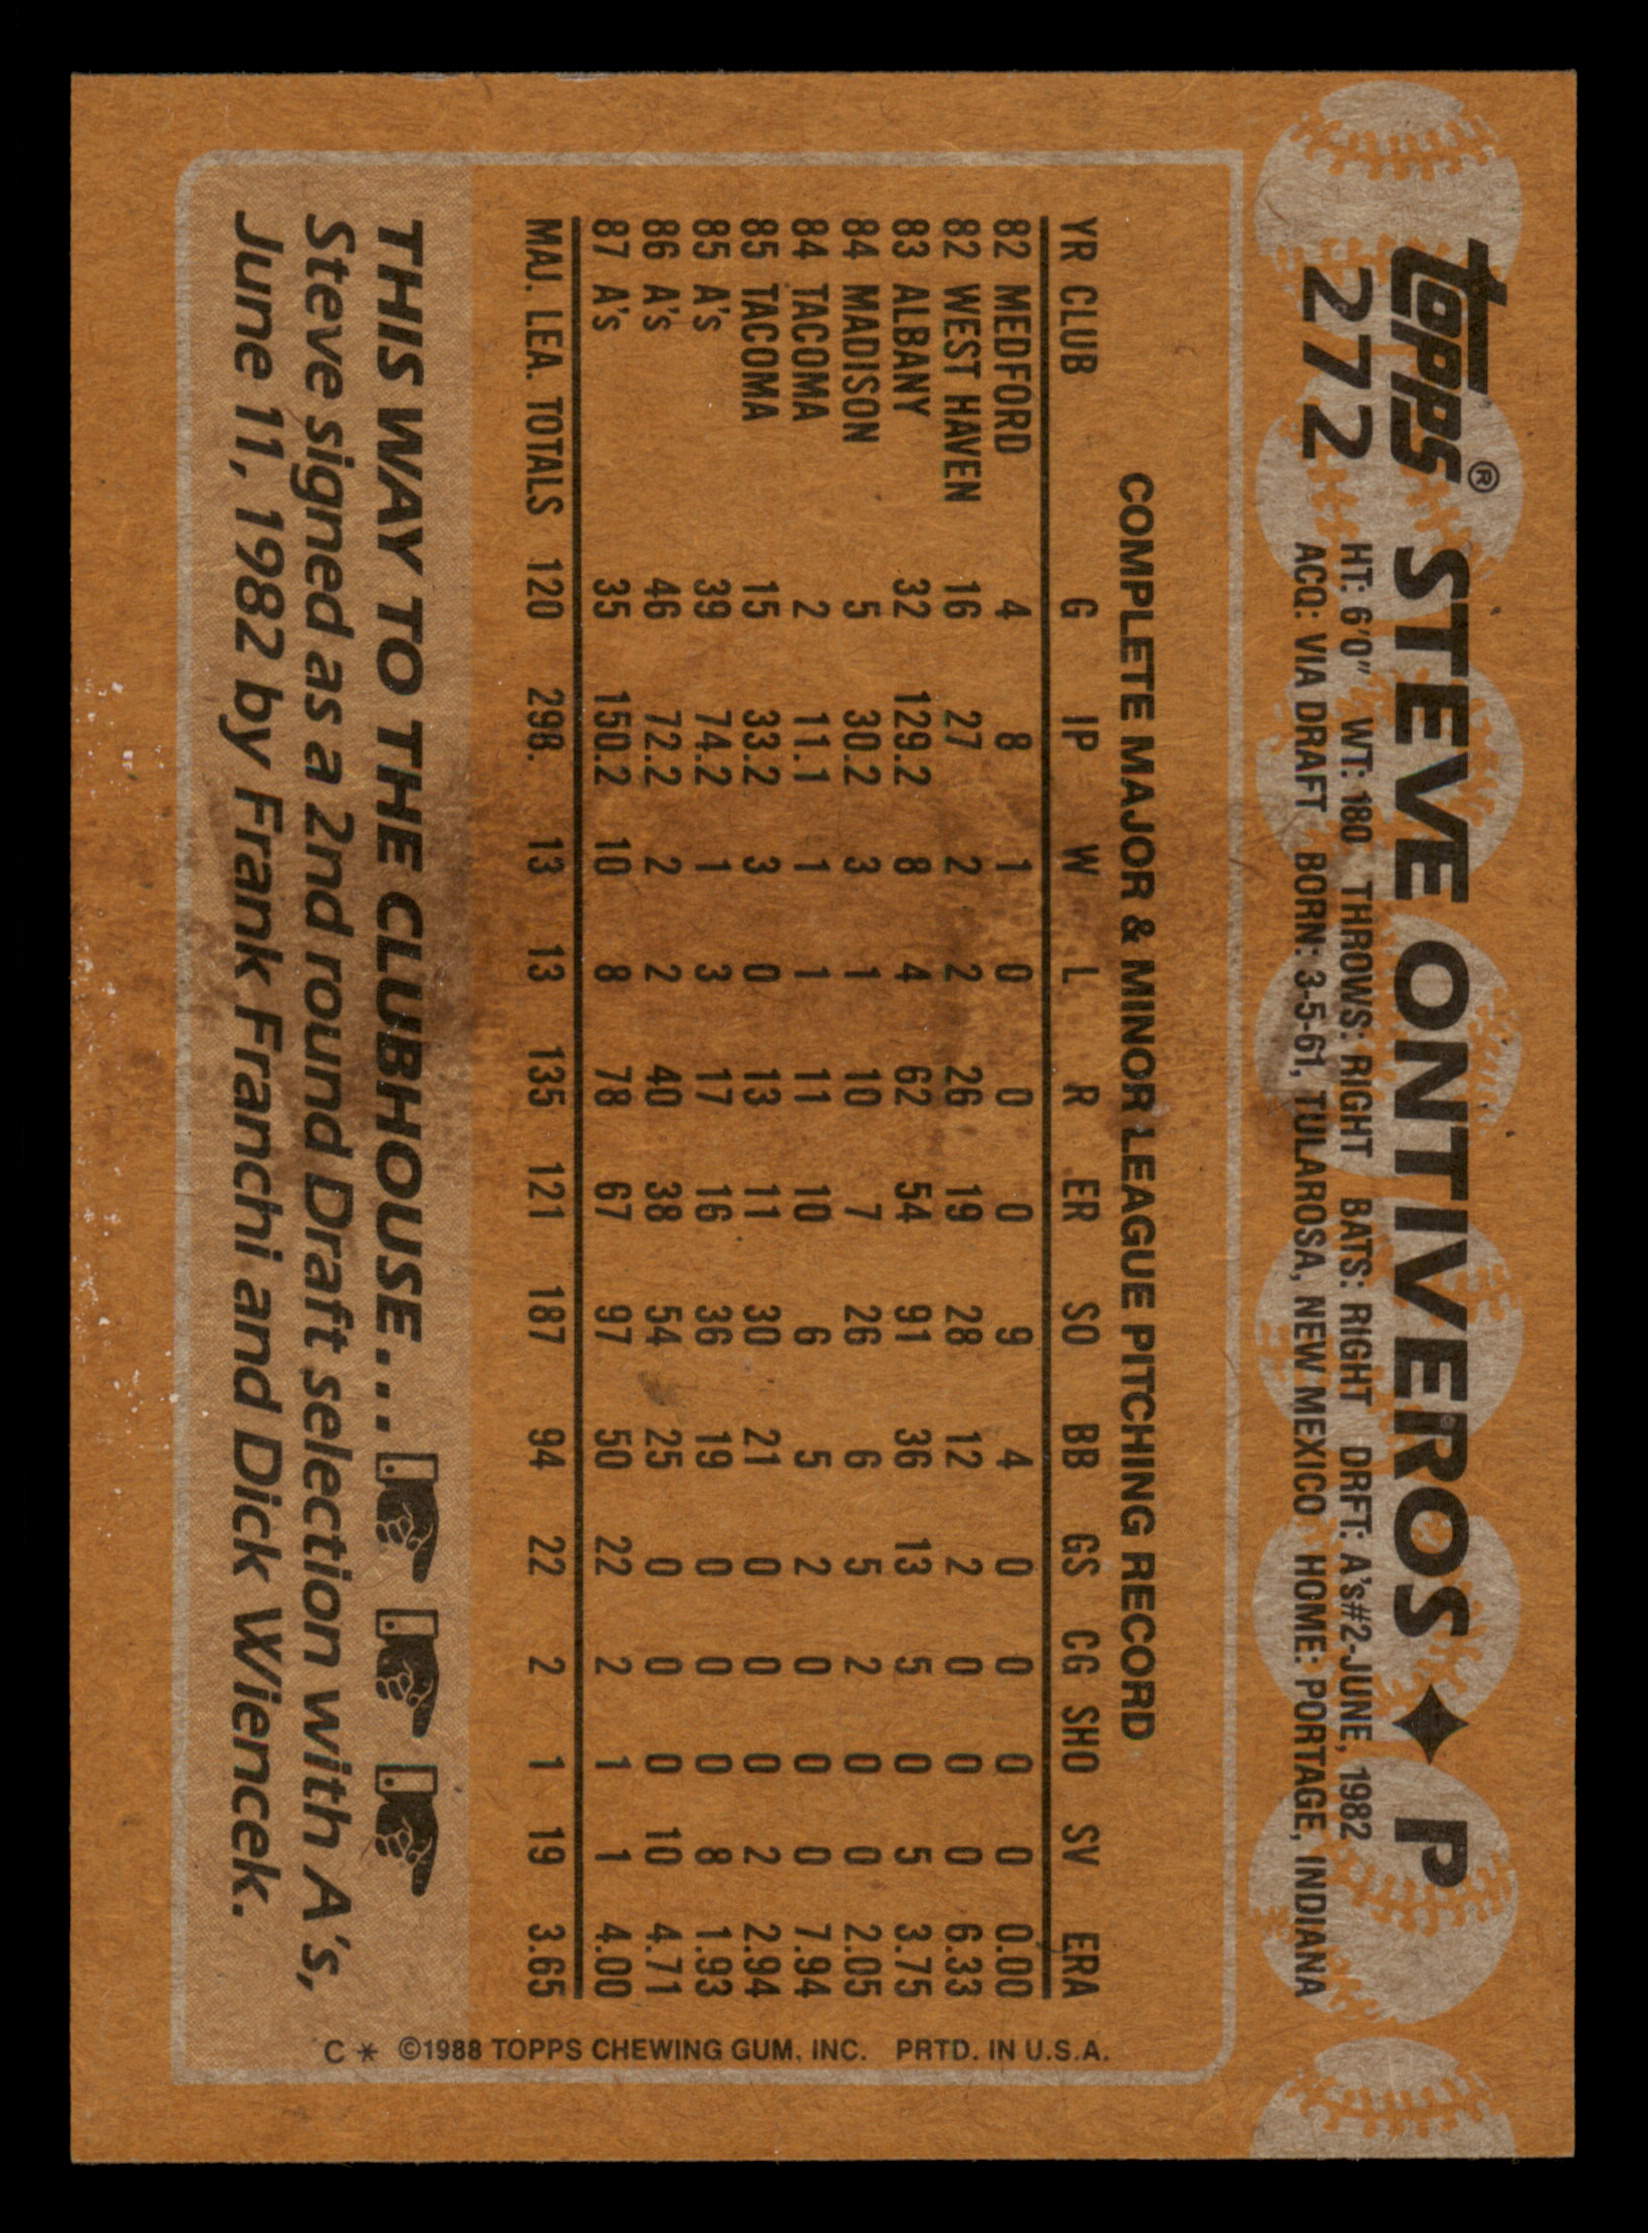 topps®
272
STEVE ONTIVEROS ✦ P
HT: 6'0" WT: 180 THROWS: RIGHT BATS: RIGHT DRFT: A's#2-JUNE, 1982
ACQ: VIA DRAFT BORN: 3-5-61, TULAROSA, NEW MEXICO HOME: PORTAGE, INDIANA
COMPLETE MAJOR & MINOR LEAGUE PITCHING RECORD
YR CLUB G IP W L R ER SO BB GS CG SHO SV ERA
82 MEDFORD 4 8 1 0 0 0 9 4 0 0 0 0 0.00
82 WEST HAVEN 16 27 2 2 26 19 28 12 2 0 0 0 6.33
83 ALBANY 32 129.2 8 4 62 54 91 36 13 5 0 5 3.75
84 MADISON 5 30.2 3 1 10 7 26 6 5 2 0 0 2.05
84 TACOMA 2 11.1 1 1 11 10 6 5 2 0 0 0 7.94
85 TACOMA 15 33.2 3 0 13 11 30 21 0 0 0 2 2.94
85 A's 39 74.2 1 3 17 16 36 19 0 0 0 8 1.93
86 A's 46 72.2 2 2 40 38 54 25 0 0 0 10 4.71
87 A's 35 150.2 10 8 78 67 97 50 22 2 1 1 4.00
MAJ. LEA. TOTALS 120 298. 13 13 135 121 187 94 22 2 1 19 3.65
THIS WAY TO THE CLUBHOUSE...
Steve signed as a 2nd round Draft selection with A's,
June 11, 1982 by Frank Franchi and Dick Wiencek.
C * ©1988 TOPPS CHEWING GUM, INC. PRTD. IN U.S.A.